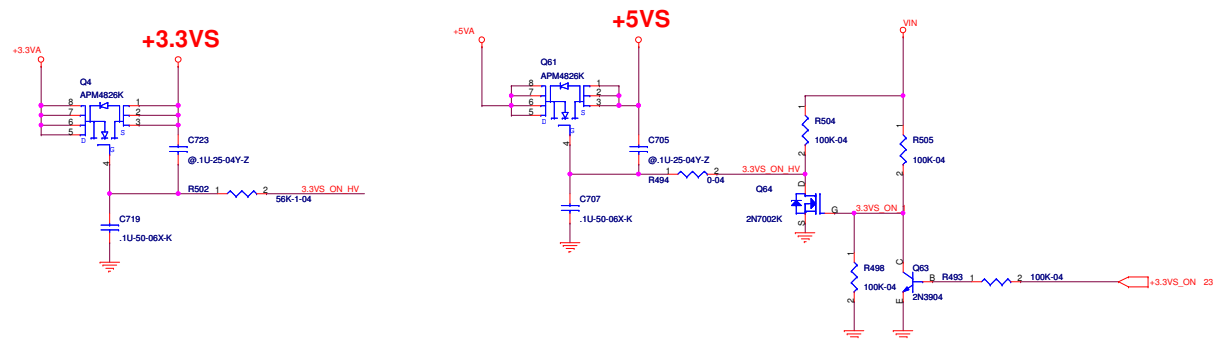 +3.3VA
+3.3VS
Q4
APM4826K
8
7
6
5
1
2
3
D
S
G
4
C723
@.1U-25-04Y-Z
R502
1
2
56K-1-04
3.3VS_ON_HV
C719
.1U-50-06X-K
+5VA
+5VS
Q61
APM4826K
8
7
6
5
1
2
3
D
S
G
4
C705
@.1U-25-04Y-Z
R494
1
2
0-04
3.3VS_ON_HV
C707
.1U-50-06X-K
VIN
1
R504
100K-04
2
1
R505
100K-04
2
Q64
2N7002K
D
S
G
3.3VS_ON_1
1
R498
100K-04
2
C
Q63
B
E
2N3904
R493
1
2
100K-04
+3.3VS_ON 23